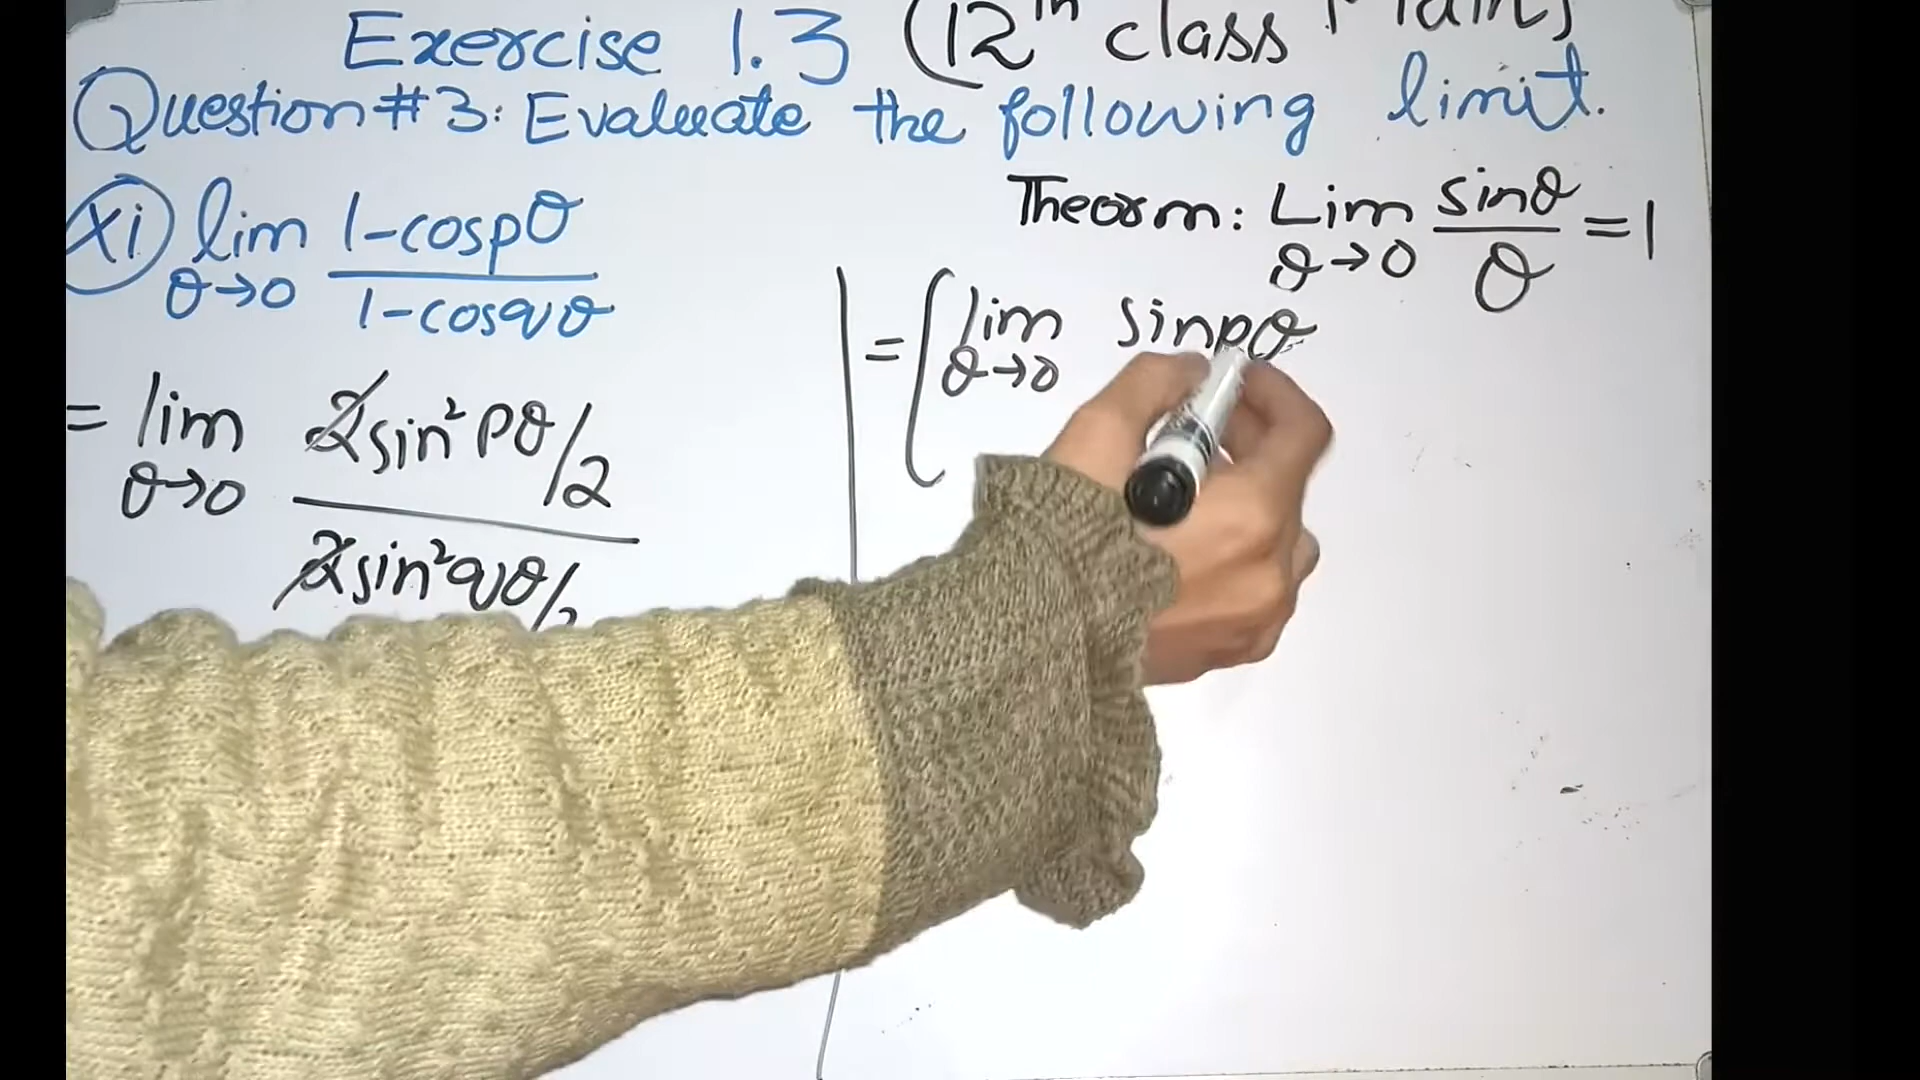 Exercise 1.3 (12th class Math)
Question#3: Evaluate the following limit.
xi lim θ→0 1-cospθ / 1-cosqθ
= lim θ→0 2sin² pθ/2 / 2sin² qθ/2
Theorm: Lim θ→0 sinθ / θ = 1
= ( lim θ→0 sinpθ